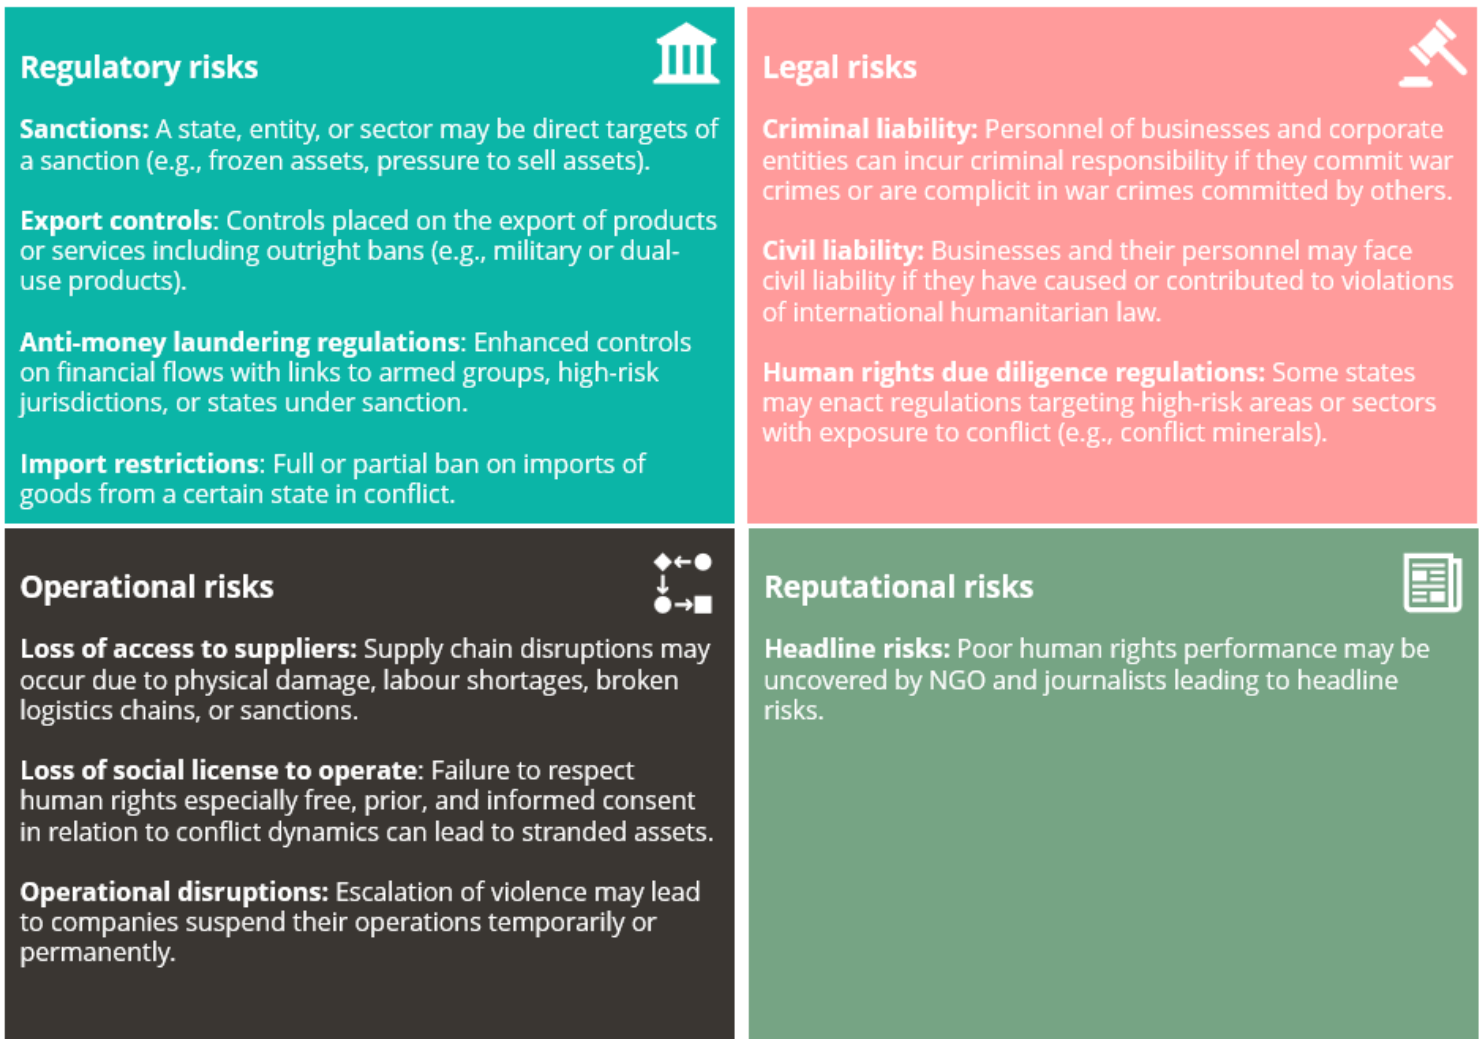 Regulatory risks
Sanctions: A state, entity, or sector may be direct targets of
a sanction (e.g., frozen assets, pressure to sell assets).
Export controls: Controls placed on the export of products
or services including outright bans (e.g., military or dual-
use products).
Anti-money laundering regulations: Enhanced controls
on financial flows with links to armed groups, high-risk
jurisdictions, or states under sanction.
Import restrictions: Full or partial ban on imports of
goods from a certain state in conflict.
Legal risks
Criminal liability: Personnel of businesses and corporate
entities can incur criminal responsibility if they commit war
crimes or are complicit in war crimes committed by others.
Civil liability: Businesses and their personnel may face
civil liability if they have caused or contributed to violations
of international humanitarian law.
Human rights due diligence regulations: Some states
may enact regulations targeting high-risk areas or sectors
with exposure to conflict (e.g., conflict minerals).
Operational risks
Loss of access to suppliers: Supply chain disruptions may
occur due to physical damage, labour shortages, broken
logistics chains, or sanctions.
Loss of social license to operate: Failure to respect
human rights especially free, prior, and informed consent
in relation to conflict dynamics can lead to stranded assets.
Operational disruptions: Escalation of violence may lead
to companies suspend their operations temporarily or
permanently.
Reputational risks
Headline risks: Poor human rights performance may be
uncovered by NGO and journalists leading to headline
risks.